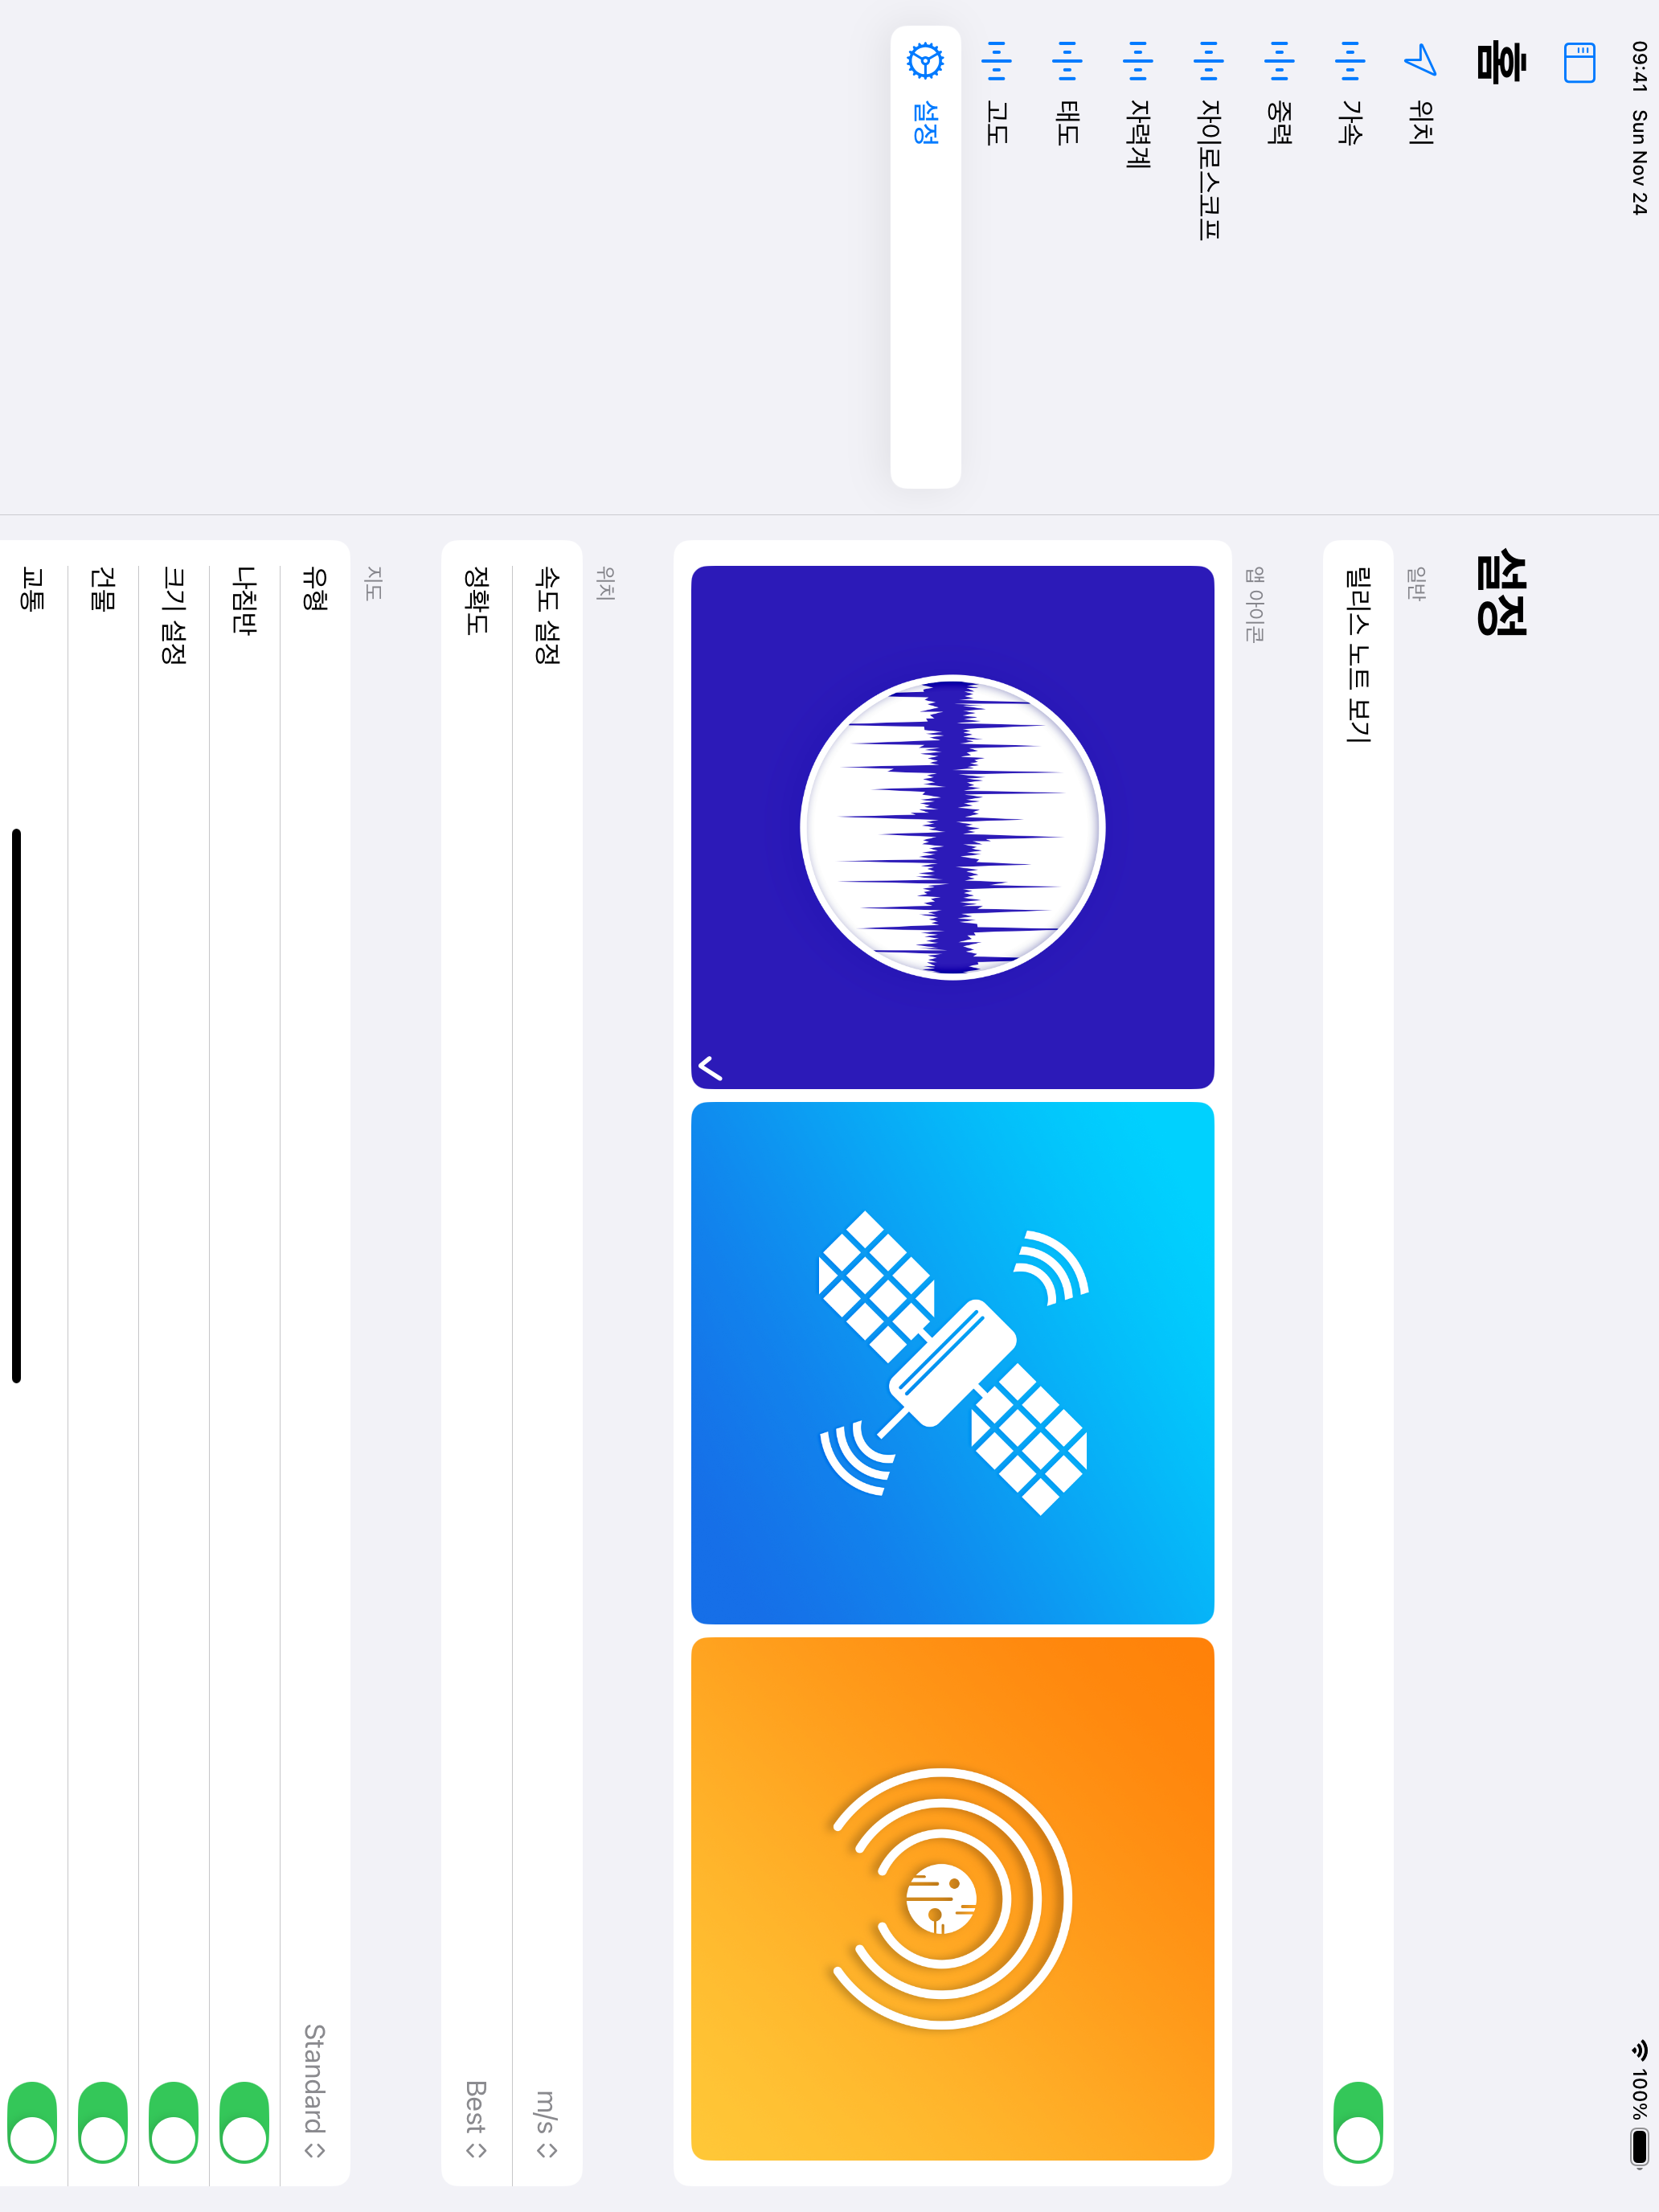 09:41 Sun Nov 24
100%
홈
위치
가속
중력
자이로스코프
자력계
태도
고도
설정
설정
일반
릴리스 노트 보기
앱 아이콘
위치
속도 설정
m/s
정확도
Best
지도
유형
Standard
나침반
크기 설정
건물
교통